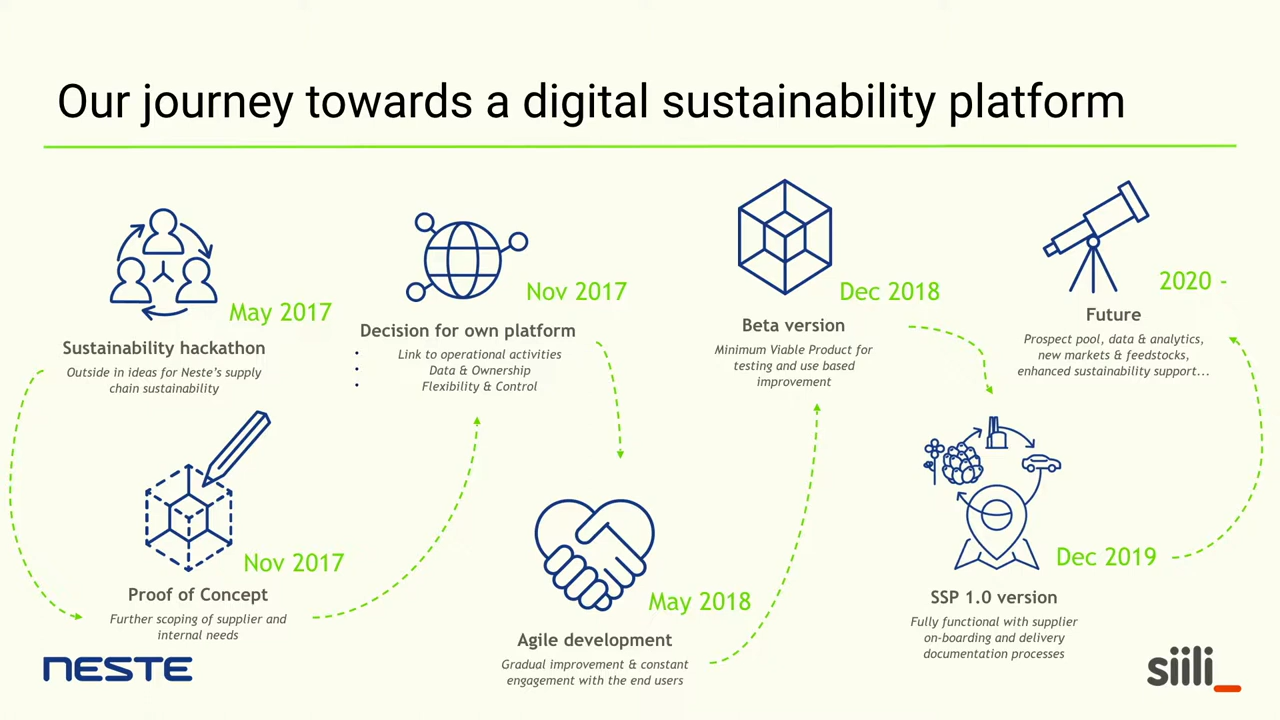 Our journey towards a digital sustainability platform
May 2017
Sustainability hackathon
Outside in ideas for Neste's supply
chain sustainability
Nov 2017
Proof of Concept
Further scoping of supplier and
internal needs
Nov 2017
Decision for own platform
• Link to operational activities
• Data & Ownership
• Flexibility & Control
May 2018
Agile development
Gradual improvement & constant
engagement with the end users
Dec 2018
Beta version
Minimum Viable Product for
testing and use based
improvement
Dec 2019
SSP 1.0 version
Fully functional with supplier
on-boarding and delivery
documentation processes
2020 -
Future
Prospect pool, data & analytics,
new markets & feedstocks,
enhanced sustainability support...
NESTE
siili_